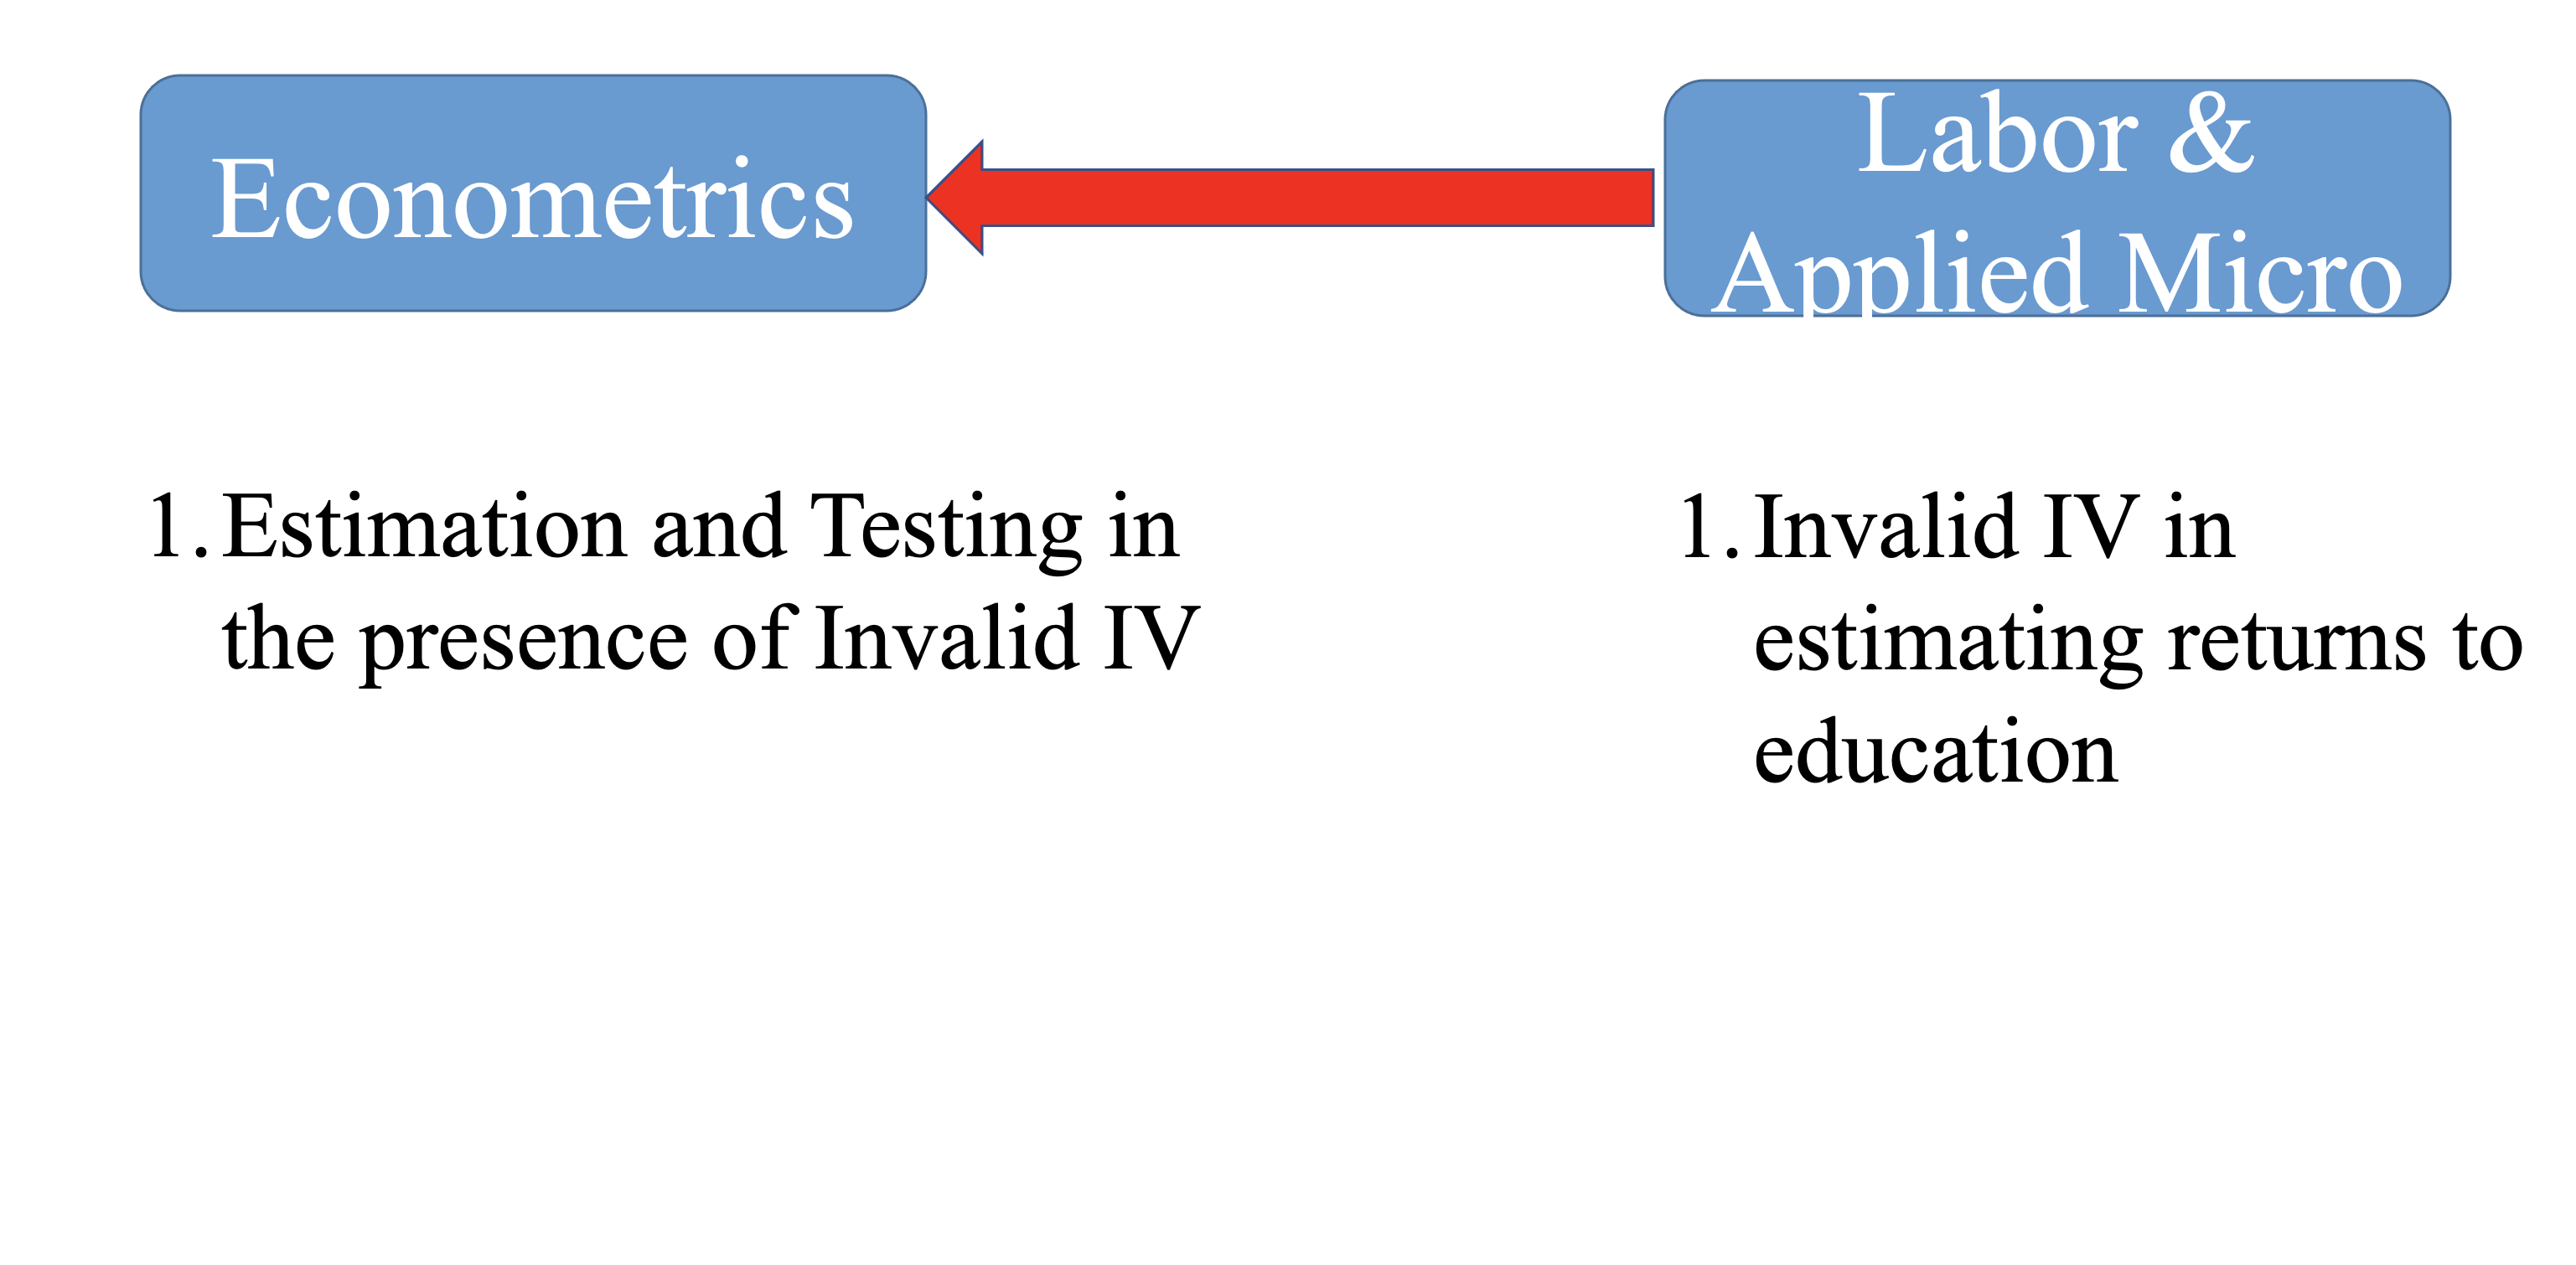 Econometrics
Labor &
Applied Micro
1. Estimation and Testing in
the presence of Invalid IV
1. Invalid IV in
estimating returns to
education